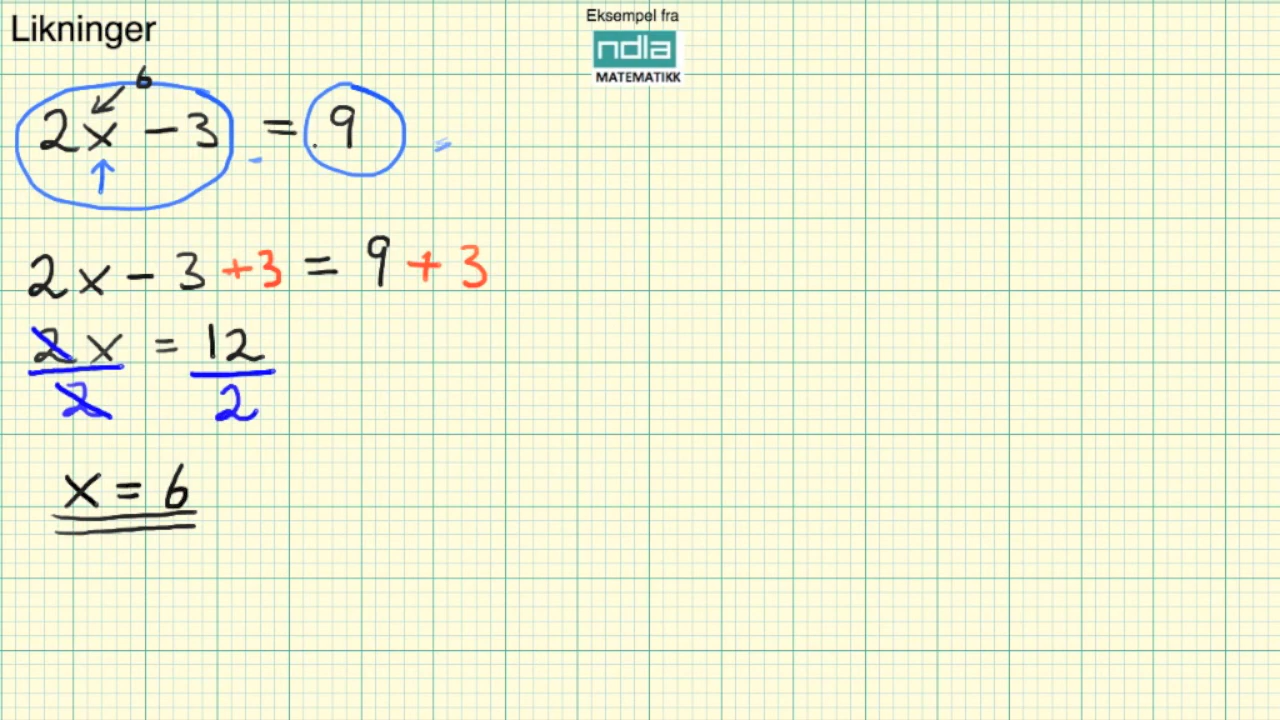 Likninger
Eksempel fra
ndla
MATEMATIKK
6
2x - 3 = 9
2x - 3 + 3 = 9 + 3
2x = 12
2 2
x = 6